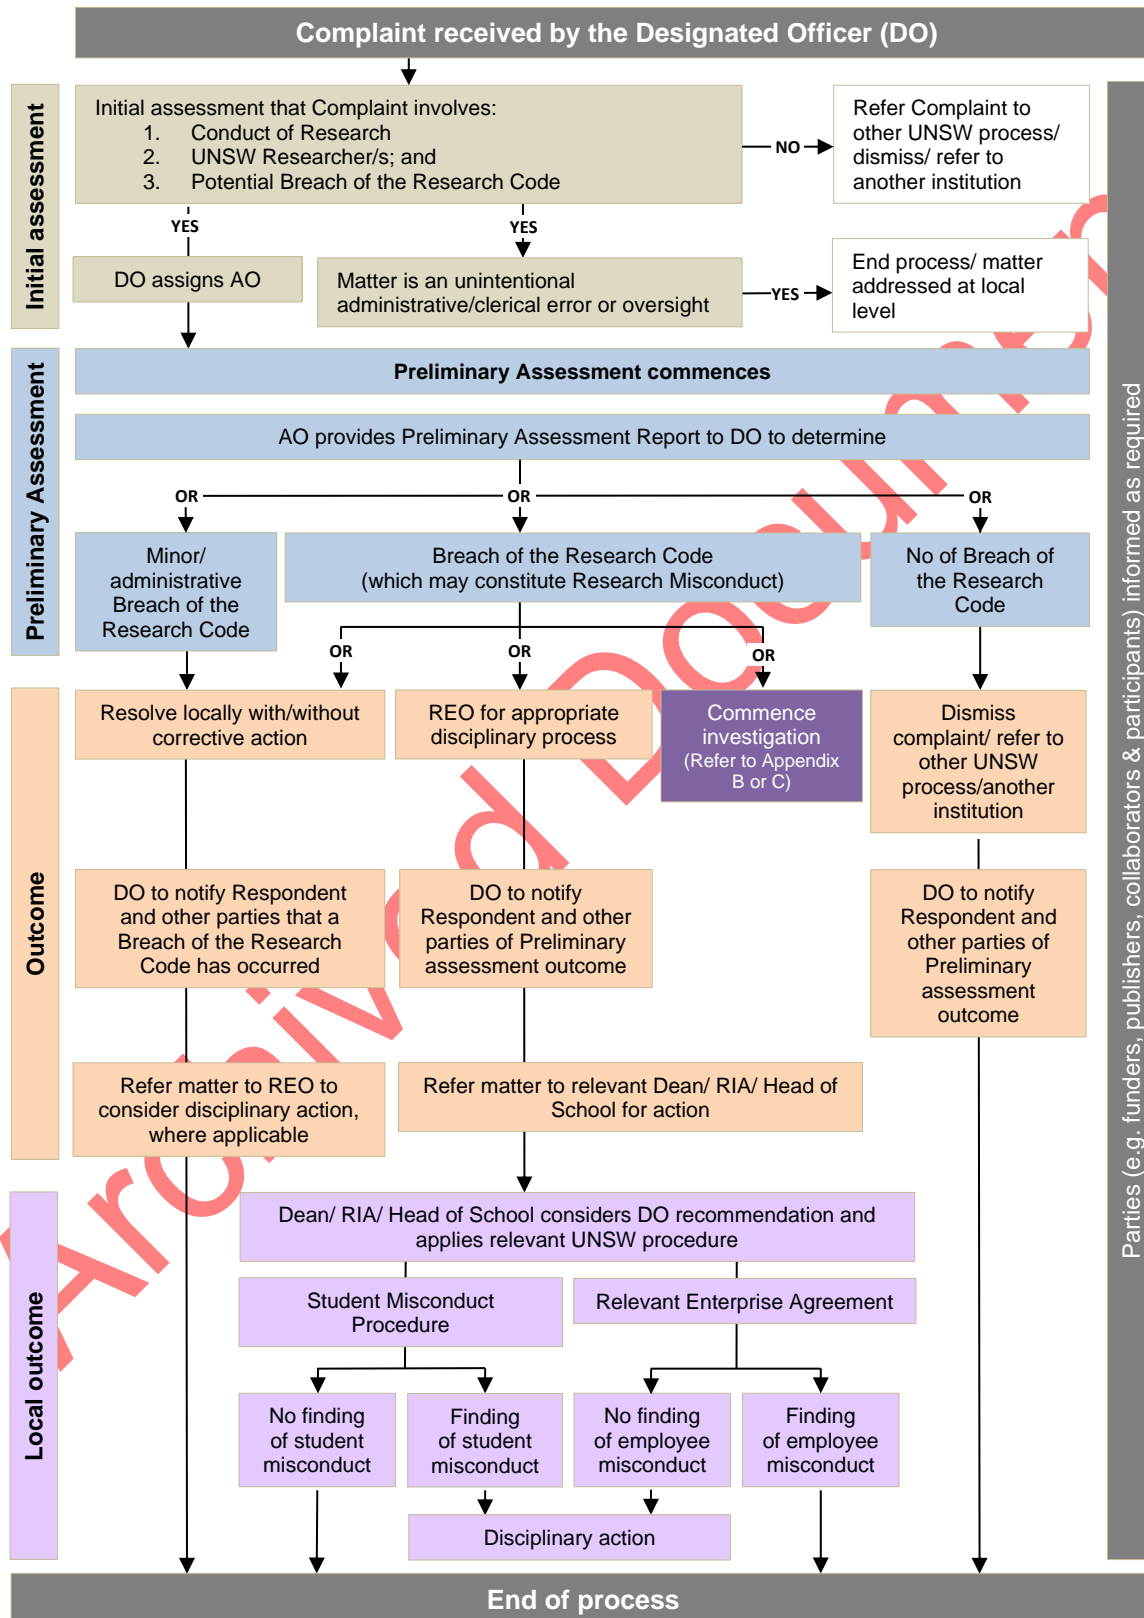 Complaint received by the Designated Officer (DO)
Initial assessment
Initial assessment that Complaint involves:
1. Conduct of Research
2. UNSW Researcher/s; and
3. Potential Breach of the Research Code
NO
Refer Complaint to
other UNSW process/
dismiss/ refer to
another institution
YES
YES
DO assigns AO
Matter is an unintentional
administrative/clerical error or oversight
YES
End process/ matter
addressed at local
level
Preliminary Assessment
Preliminary Assessment commences
AO provides Preliminary Assessment Report to DO to determine
OR
OR
OR
Minor/
administrative
Breach of the
Research Code
Breach of the Research Code
(which may constitute Research Misconduct)
No of Breach of
the Research
Code
OR
OR
OR
Outcome
Resolve locally with/without
corrective action
REO for appropriate
disciplinary process
Commence
investigation
(Refer to Appendix
B or C)
Dismiss
complaint/ refer to
other UNSW
process/another
institution
DO to notify Respondent
and other parties that a
Breach of the Research
Code has occurred
DO to notify
Respondent and other
parties of Preliminary
assessment outcome
DO to notify
Respondent and
other parties of
Preliminary
assessment
outcome
Refer matter to REO to
consider disciplinary action,
where applicable
Refer matter to relevant Dean/ RIA/ Head of
School for action
Local outcome
Dean/ RIA/ Head of School considers DO recommendation and
applies relevant UNSW procedure
Student Misconduct
Procedure
Relevant Enterprise Agreement
No finding
of student
misconduct
Finding
of student
misconduct
No finding
of employee
misconduct
Finding
of employee
misconduct
Disciplinary action
End of process
Parties (e.g. funders, publishers, collaborators & participants) informed as required
Archived Document